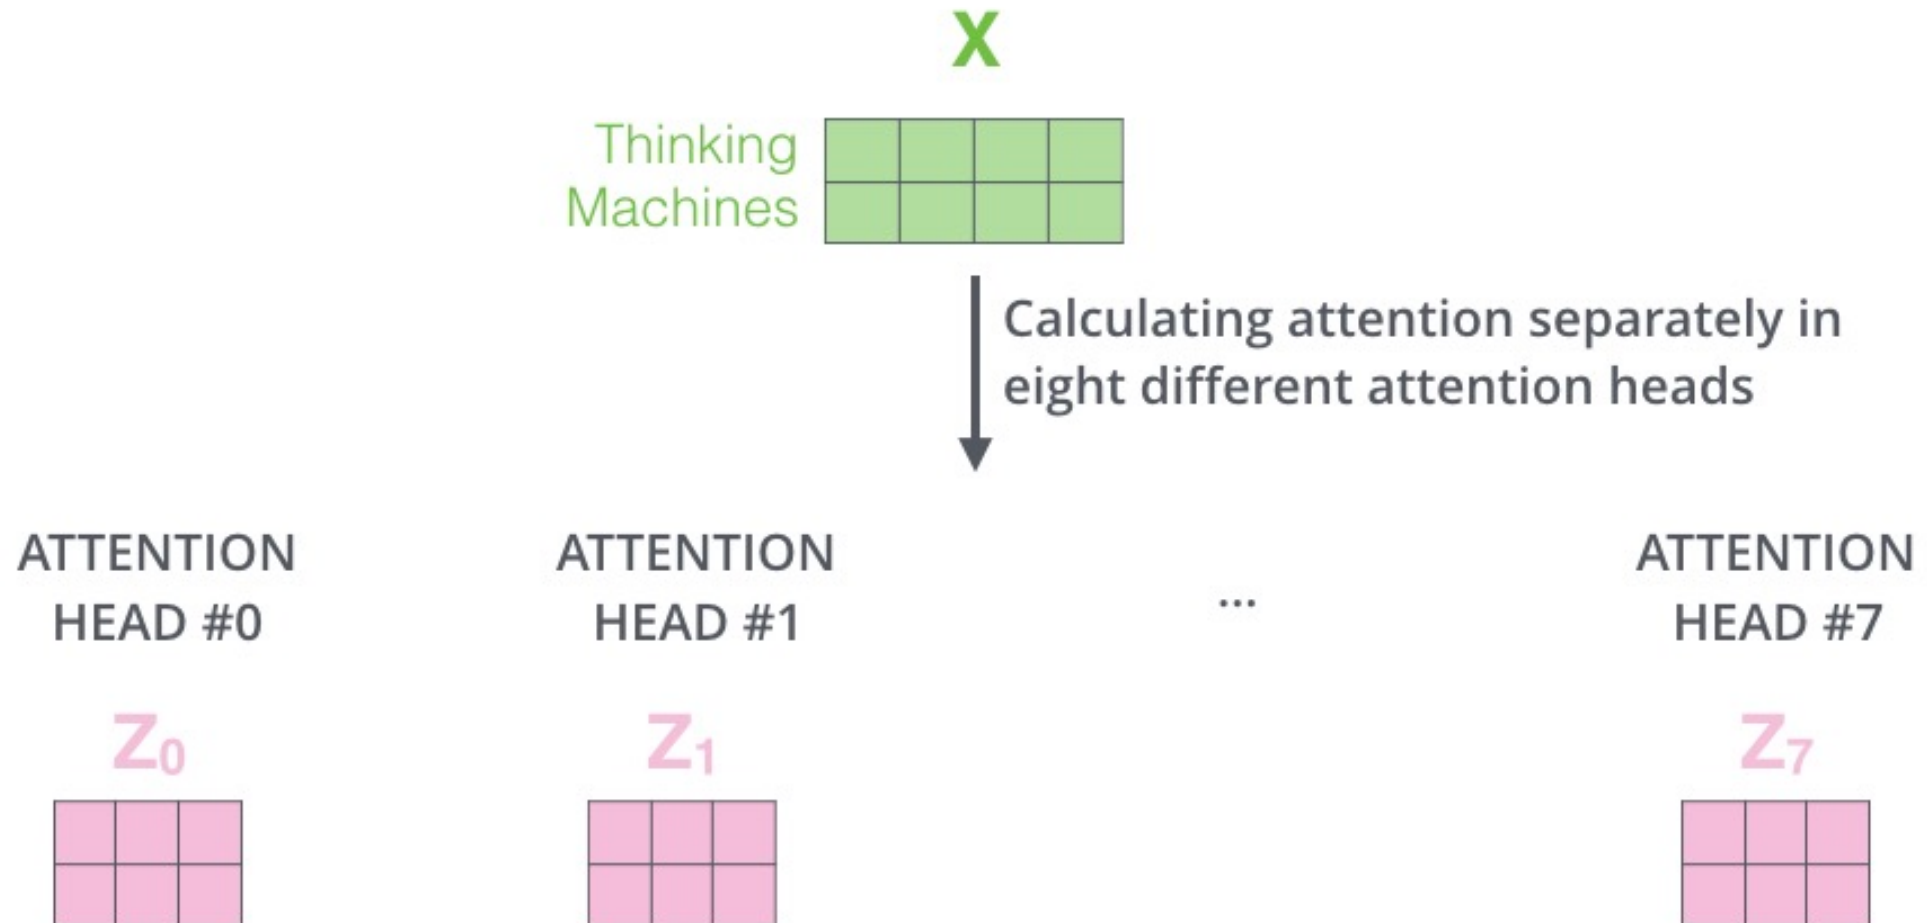 X
Thinking
Machines
Calculating attention separately in
eight different attention heads
ATTENTION
HEAD #0
ATTENTION
HEAD #1
...
ATTENTION
HEAD #7
Z0
Z1
Z7